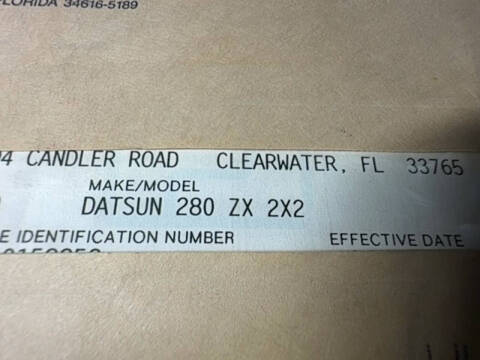 FLORIDA 34616-5189
CANDLER ROAD CLEARWATER, FL 33765
MAKE/MODEL
DATSUN 280 ZX 2X2
E IDENTIFICATION NUMBER EFFECTIVE DATE